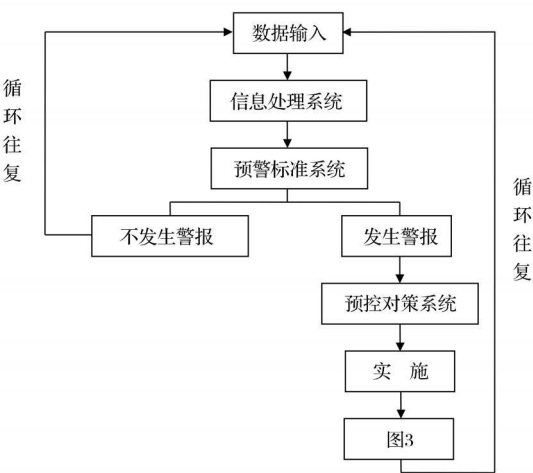 数据输入
信息处理系统
预警标准系统
不发生警报
发生警报
预控对策系统
实 施
图3
循
环
往
复
循
环
往
复